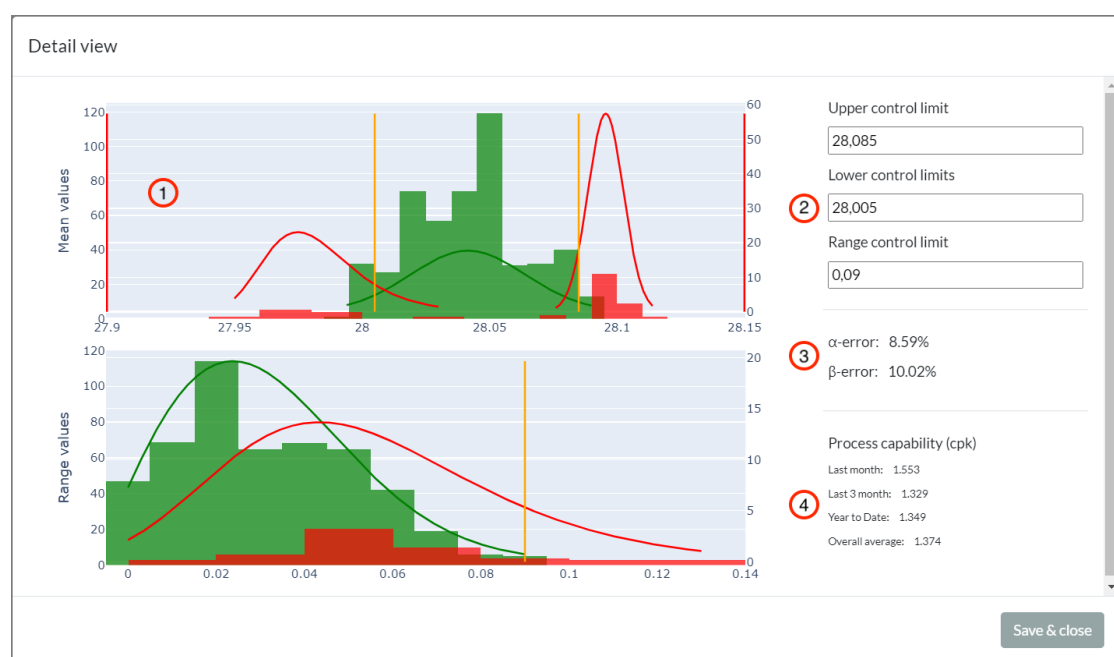 Detail view
Mean values
120
100
80
60
40
20
0
60
50
40
30
20
10
0
27.9 27.95 28 28.05 28.1 28.15
1
Range values
120
100
80
60
40
20
0
20
15
10
5
0
0 0.02 0.04 0.06 0.08 0.1 0.12 0.14
Upper control limit
28,085
Lower control limits
2
28,005
Range control limit
0,09
3
α-error: 8.59%
β-error: 10.02%
Process capability (cpk)
Last month: 1.553
Last 3 month: 1.329
4
Year to Date: 1.349
Overall average: 1.374
Save & close